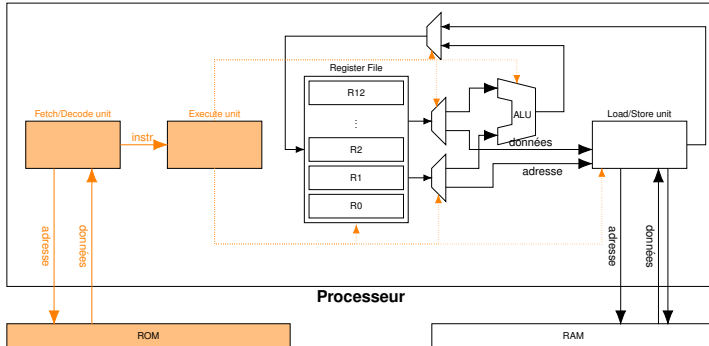 Register File
R12
Fetch/Decode unit
Execute unit
ALU
Load/Store unit
instr.
⋮
données
R2
adresse
R1
R0
adresse
données
adresse
données
Processeur
ROM
RAM